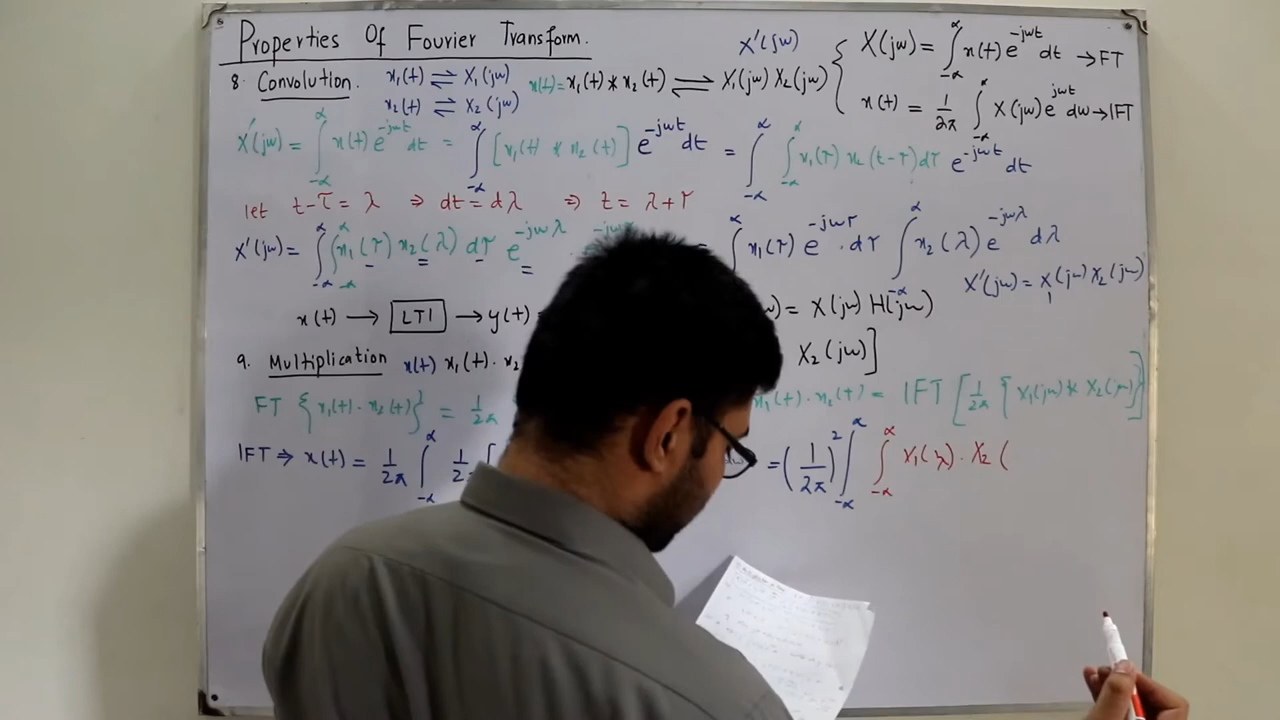 Properties Of Fourier Transform.
8. Convolution. x₁(t) ⇌ X₁(jω)
x₂(t) ⇌ X₂(jω)
x(t)= x₁(t) * x₂(t) ⇌ X₁(jω) X₂(jω)
X'(jω)
X(jω) = ∫_{-α}^{α} x(t) e^{-jωt} dt → FT
x(t) = 1/2π ∫_{-α}^{α} X(jω) e^{jωt} dω → IFT
X'(jω) = ∫_{-α}^{α} x(t) e^{-jωt} dt = ∫_{-α}^{α} [x₁(t) * x₂(t)] e^{-jωt} dt = ∫_{-α}^{α} ∫_{-α}^{α} x₁(τ) x₂(t-τ) dτ e^{-jωt} dt
let t-τ = λ ⇒ dt = dλ ⇒ t = λ+τ
X'(jω) = ∫_{-α}^{α} ∫_{-α}^{α} x₁(τ) x₂(λ) dτ e^{-jωλ} = ∫^{α} x₁(τ) e^{-jωτ} . dτ ∫_{-α}^{α} x₂(λ) e^{-jωλ} dλ
X'(jω) = X₁(jω) X₂(jω)
x(t) → LTI → y(t) = X(jω) H(jω)
9. Multiplication x(t) x₁(t) . x₂ X₂(jω)]
FT {x₁(t) . x₂(t)} = 1/2π x₁(t) . x₂(t) = IFT [1/2π {X₁(jω) * X₂(jω)}]
IFT ⇒ x(t) = 1/2π ∫_{-α}^{α} 1/2 dω = (1/2π)² ∫_{-α}^{α} ∫_{-α}^{α} X₁(λ) . X₂(